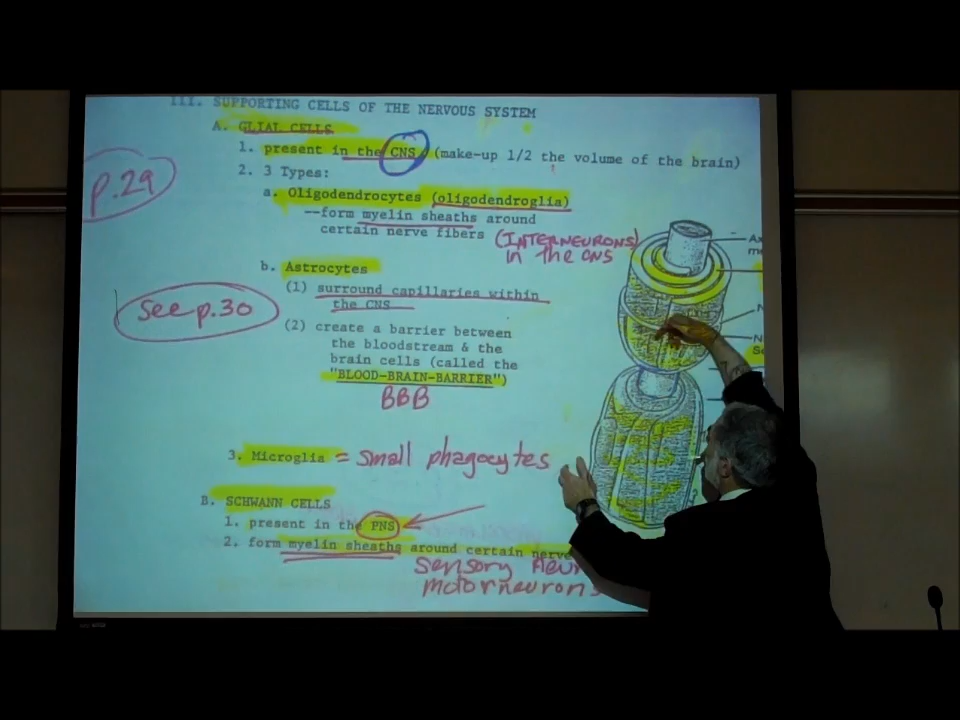 III. SUPPORTING CELLS OF THE NERVOUS SYSTEM
A. GLIAL CELLS
1. present in the CNS (make-up 1/2 the volume of the brain)
p.29
2. 3 Types:
a. Oligodendrocytes (oligodendroglia)
--form myelin sheaths around
certain nerve fibers (INTERNEURONS)
in the CNS
b. Astrocytes
(1) surround capillaries within
the CNS
See p.30
(2) create a barrier between
the bloodstream & the
brain cells (called the
"BLOOD-BRAIN-BARRIER")
BBB
3. Microglia = small phagocytes
B. SCHWANN CELLS
1. present in the PNS
2. form myelin sheaths around certain nerve
sensory
motorneurons